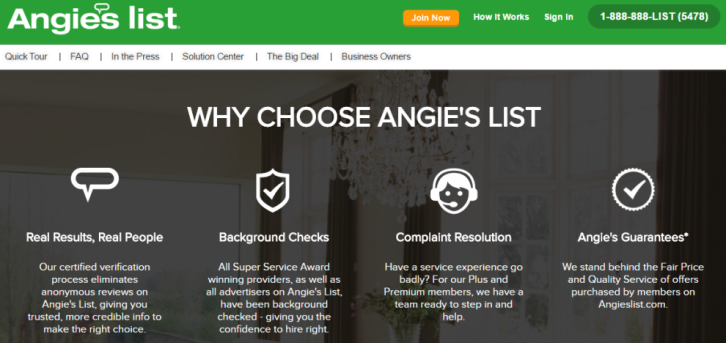 Angie's list
Join Now How It Works Sign In 1-888-888-LIST (5478)
Quick Tour | FAQ | In the Press | Solution Center | The Big Deal | Business Owners
WHY CHOOSE ANGIE'S LIST
Real Results, Real People
Our certified verification
process eliminates
anonymous reviews on
Angie's List, giving you
trusted, more credible info to
make the right choice.
Background Checks
All Super Service Award
winning providers, as well as
all advertisers on Angie's List,
have been background
checked - giving you the
confidence to hire right.
Complaint Resolution
Have a service experience go
badly? For our Plus and
Premium members, we have a
team ready to step in and
help.
Angie's Guarantees*
We stand behind the Fair Price
and Quality Service of offers
purchased by members on
Angieslist.com.